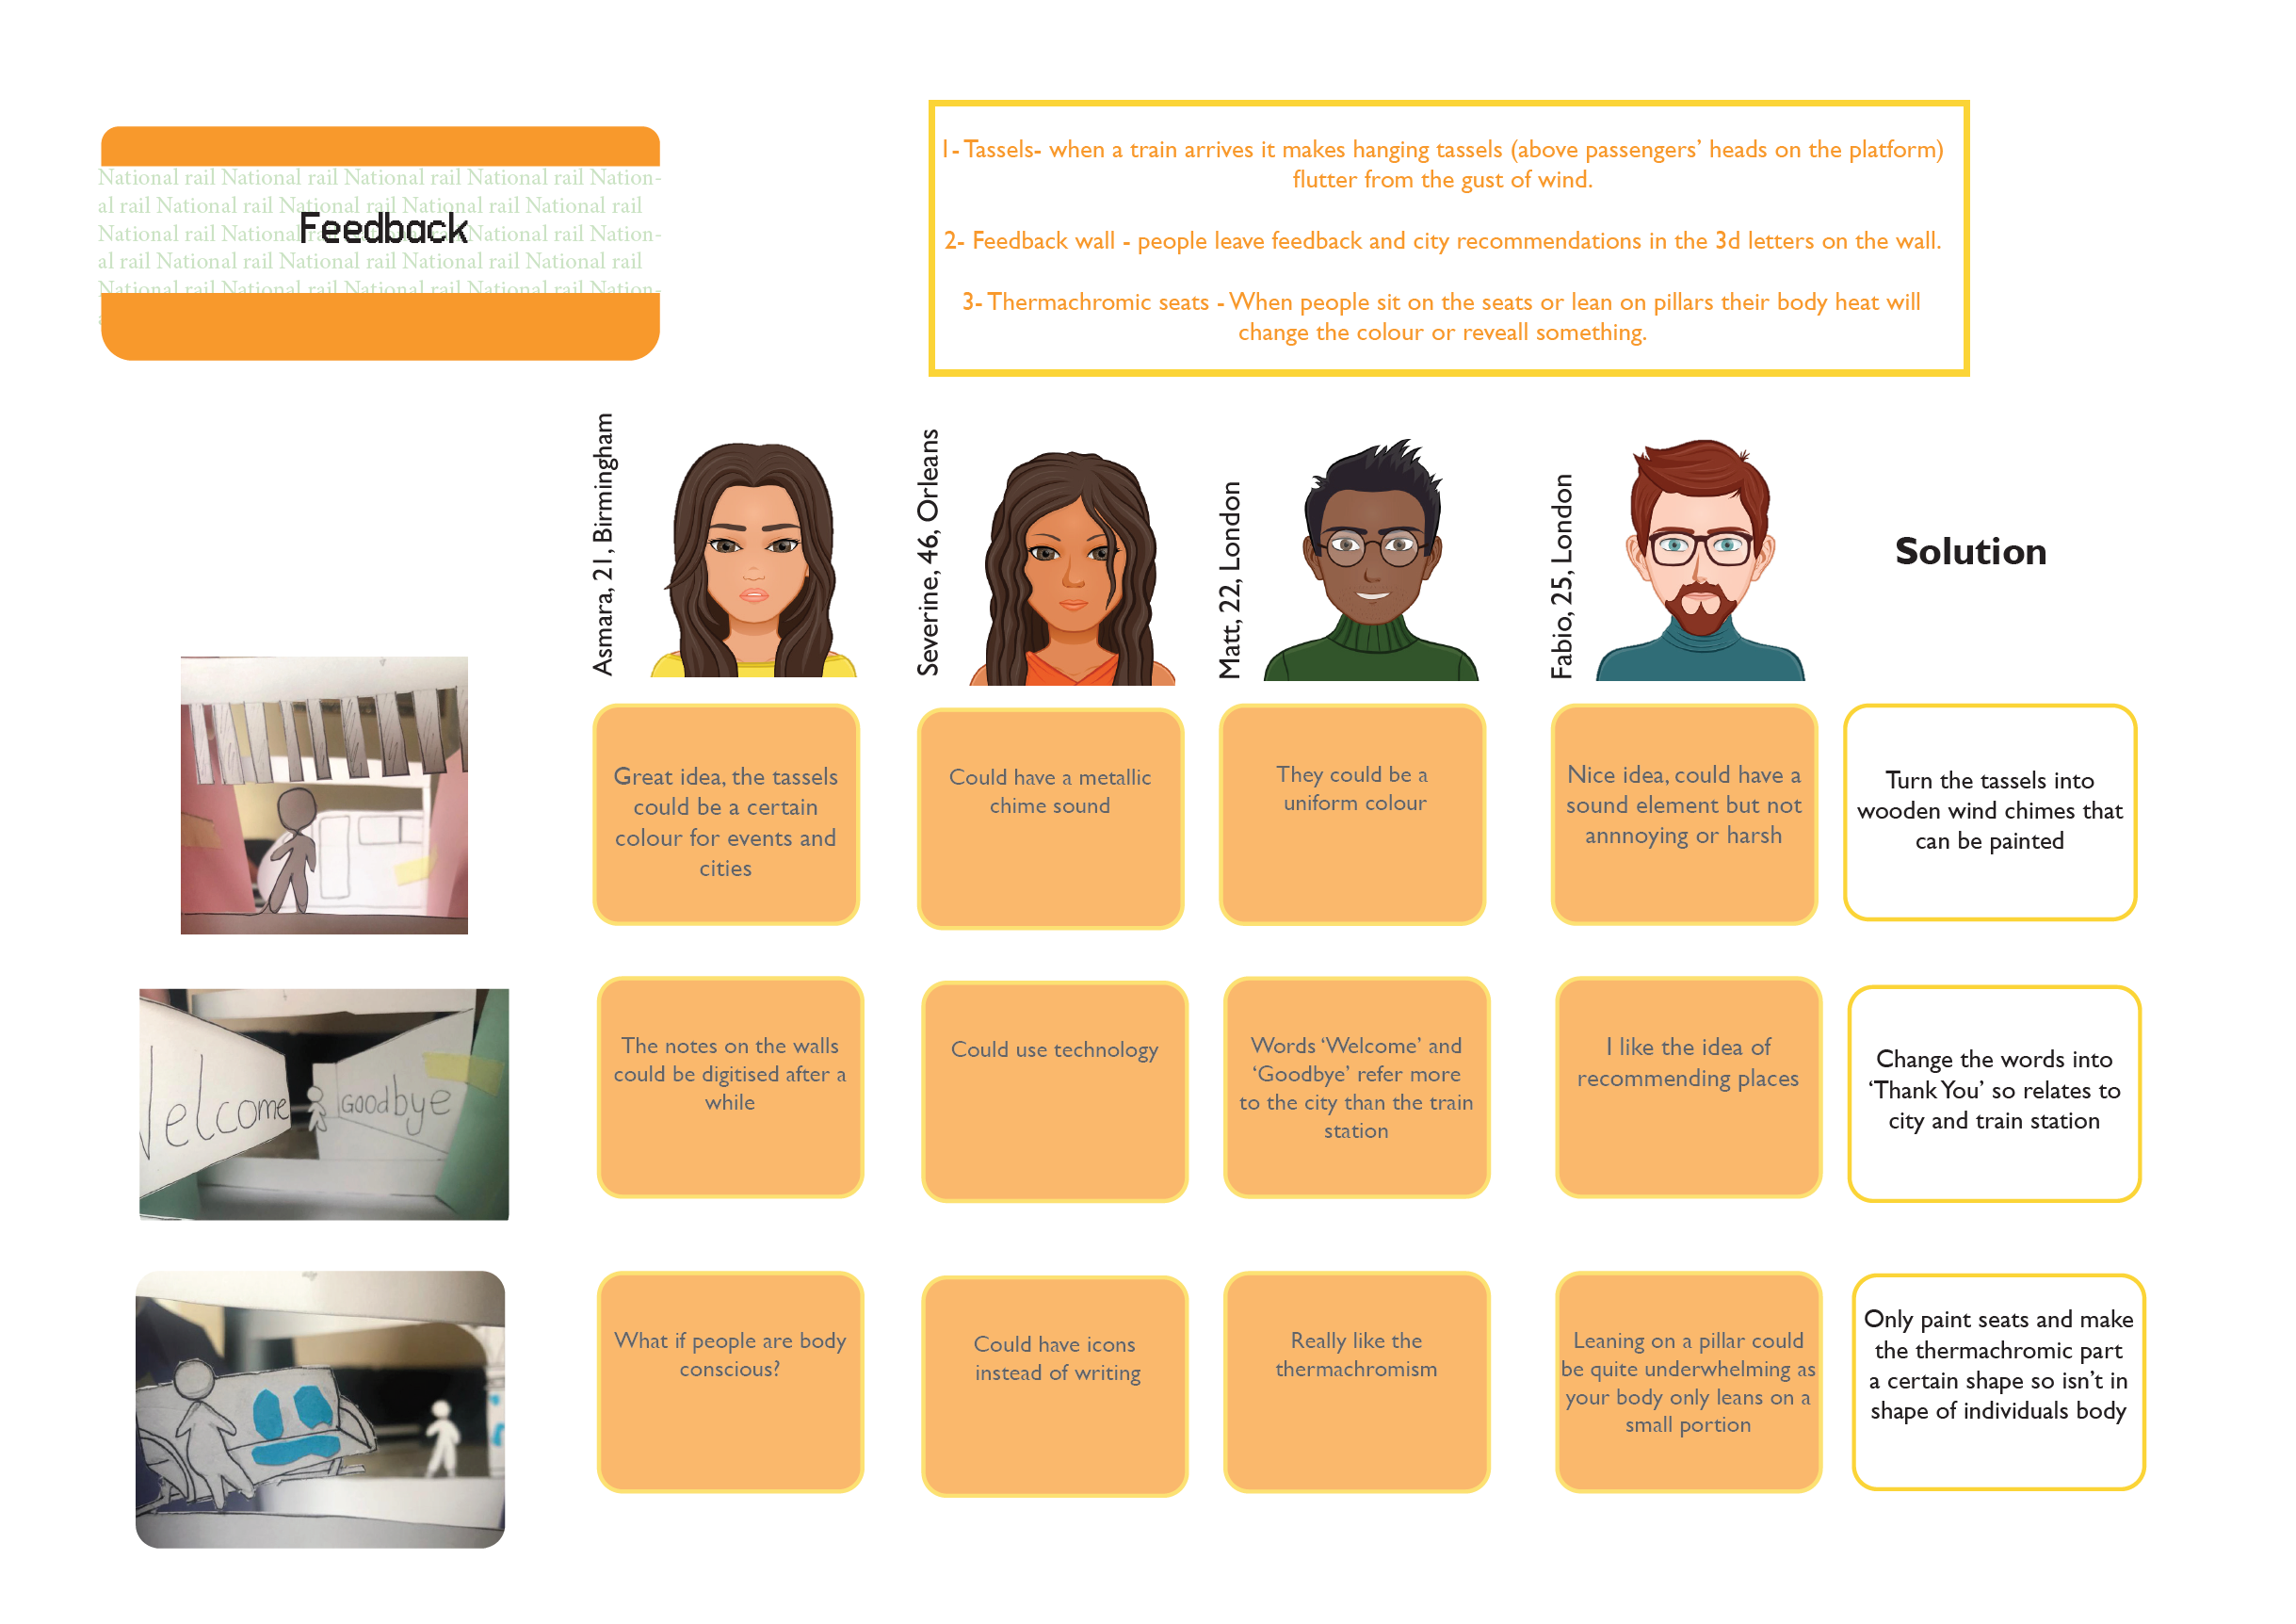 National rail National rail National rail National rail Nation-
al rail National rail National rail National rail National rail
National rail National rail National rail National rail Nation-
al rail National rail National rail National rail National rail
National rail National rail National rail National rail Nation-
Feedback
1- Tassels- when a train arrives it makes hanging tassels (above passengers’ heads on the platform)
flutter from the gust of wind.
2- Feedback wall - people leave feedback and city recommendations in the 3d letters on the wall.
3- Thermachromic seats - When people sit on the seats or lean on pillars their body heat will
change the colour or reveall something.
Asmara, 21, Birmingham
Severine, 46, Orleans
Matt, 22, London
Fabio, 25, London
Solution
Great idea, the tassels
could be a certain
colour for events and
cities
Could have a metallic
chime sound
They could be a
uniform colour
Nice idea, could have a
sound element but not
annnoying or harsh
Turn the tassels into
wooden wind chimes that
can be painted
Welcome
Goodbye
The notes on the walls
could be digitised after a
while
Could use technology
Words ‘Welcome’ and
‘Goodbye’ refer more
to the city than the train
station
I like the idea of
recommending places
Change the words into
‘Thank You’ so relates to
city and train station
What if people are body
conscious?
Could have icons
instead of writing
Really like the
thermachromism
Leaning on a pillar could
be quite underwhelming as
your body only leans on a
small portion
Only paint seats and make
the thermachromic part
a certain shape so isn’t in
shape of individuals body